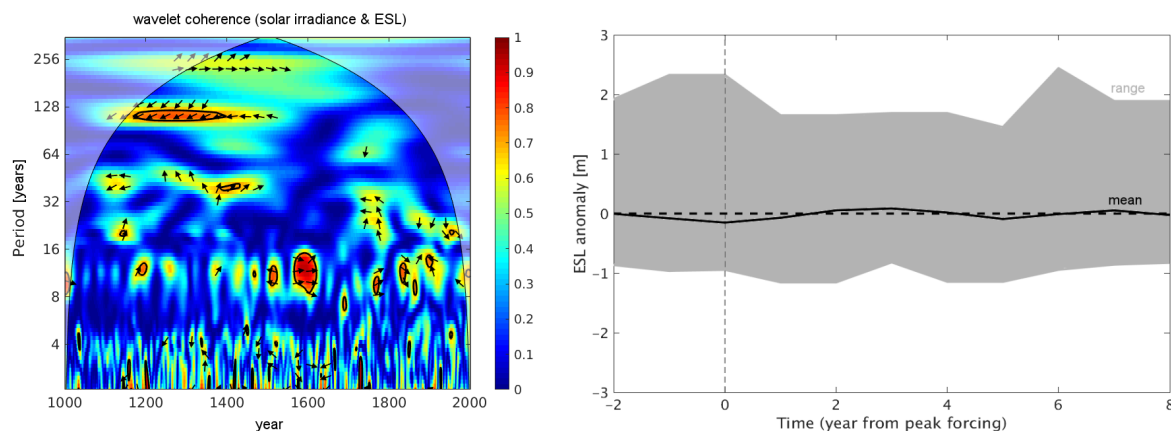 wavelet coherence (solar irradiance & ESL)
Period [years]
256
128
64
32
16
8
4
1000 1200 1400 1600 1800 2000
year
1
0.9
0.8
0.7
0.6
0.5
0.4
0.3
0.2
0.1
0
ESL anomaly [m]
3
2
1
0
−1
−2
−3
range
mean
−2 0 2 4 6 8
Time (year from peak forcing)